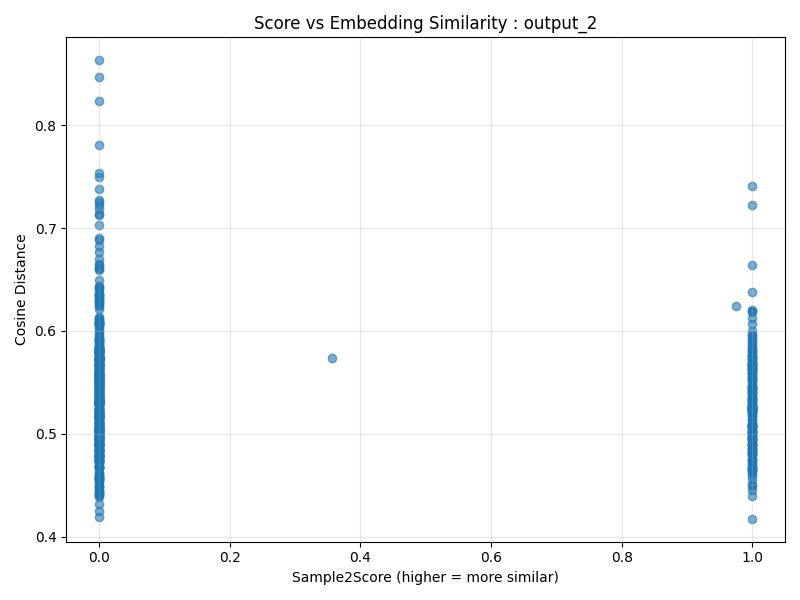 Score vs Embedding Similarity : output_2
Cosine Distance
0.8
0.7
0.6
0.5
0.4
0.0 0.2 0.4 0.6 0.8 1.0
Sample2Score (higher = more similar)